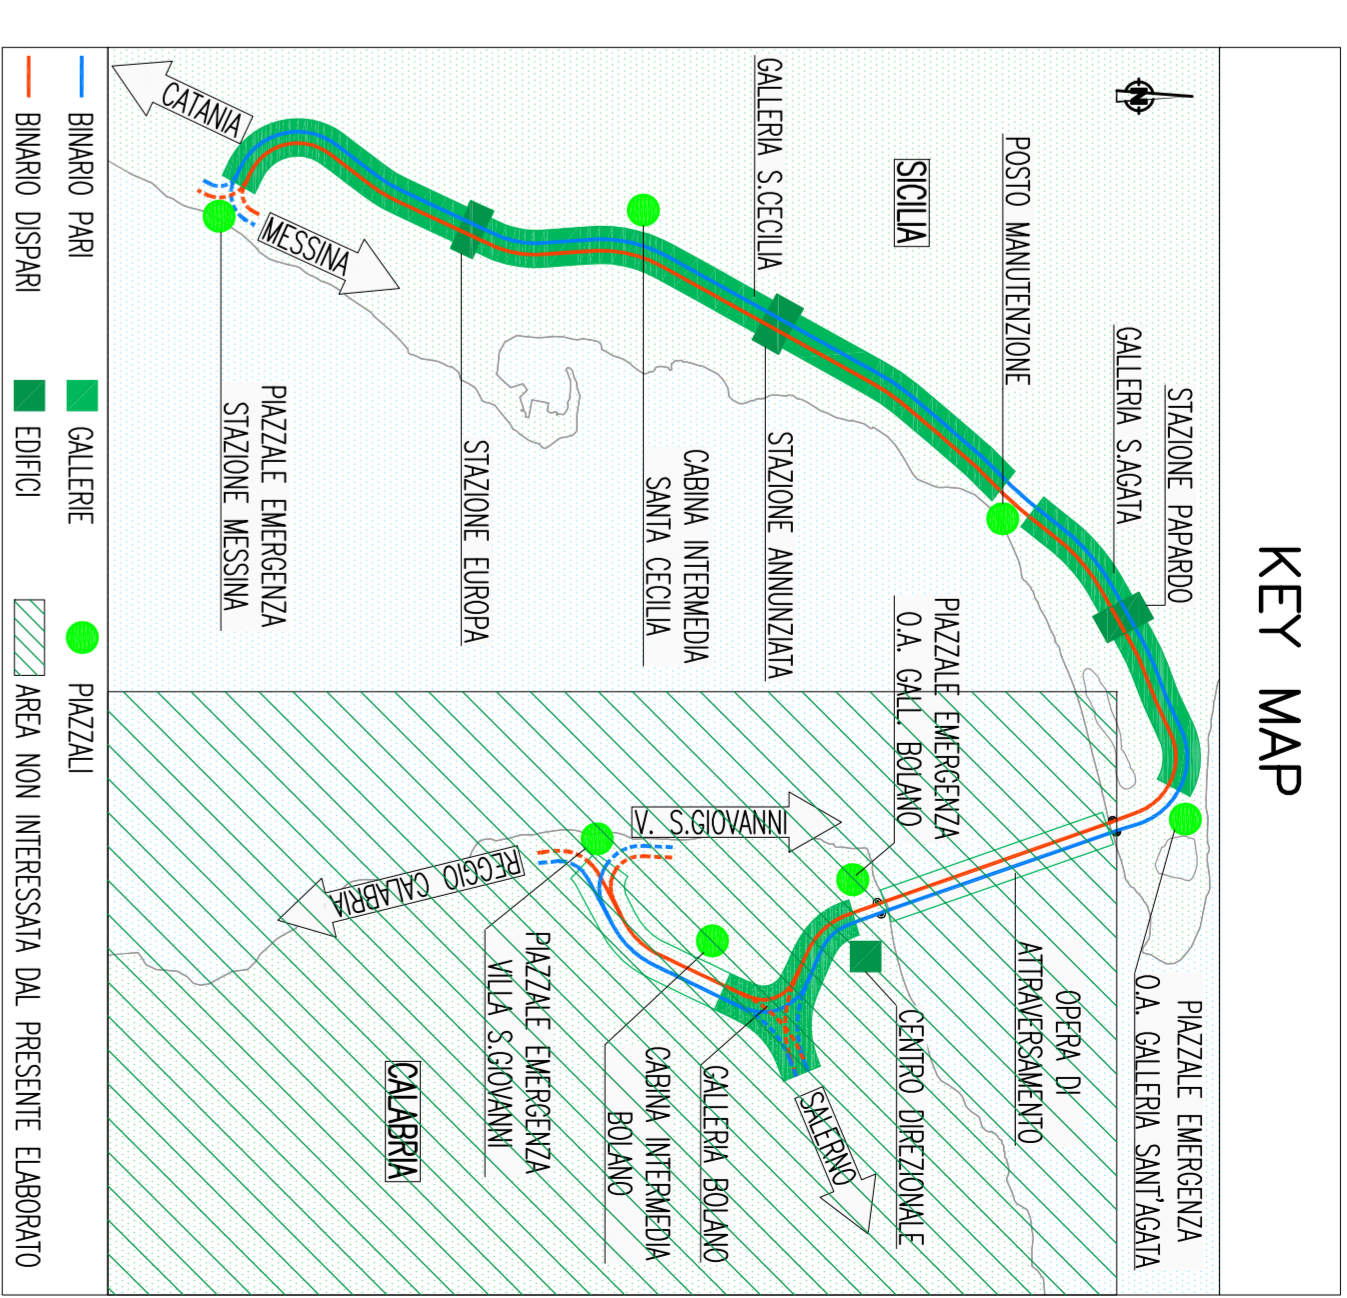 KEY MAP
N
STAZIONE PAPARDO
GALLERIA S.AGATA
POSTO MANUTENZIONE
SICILIA
GALLERIA S.CECILIA
CATANIA
MESSINA
PIAZZALE EMERGENZA
STAZIONE MESSINA
STAZIONE EUROPA
CABINA INTERMEDIA
SANTA CECILIA
STAZIONE ANNUNZIATA
PIAZZALE EMERGENZA
O.A. GALL. BOLANO
PIAZZALE EMERGENZA
O.A. GALLERIA SANT'AGATA
OPERA DI
ATTRAVERSAMENTO
CENTRO DIREZIONALE
V. S.GIOVANNI
REGGIO CALABRIA
SALERNO
GALLERIA BOLANO
CABINA INTERMEDIA
BOLANO
PIAZZALE EMERGENZA
VILLA S.GIOVANNI
CALABRIA
BINARIO PARI
GALLERIE
PIAZZALI
BINARIO DISPARI
EDIFICI
AREA NON INTERESSATA DAL PRESENTE ELABORATO